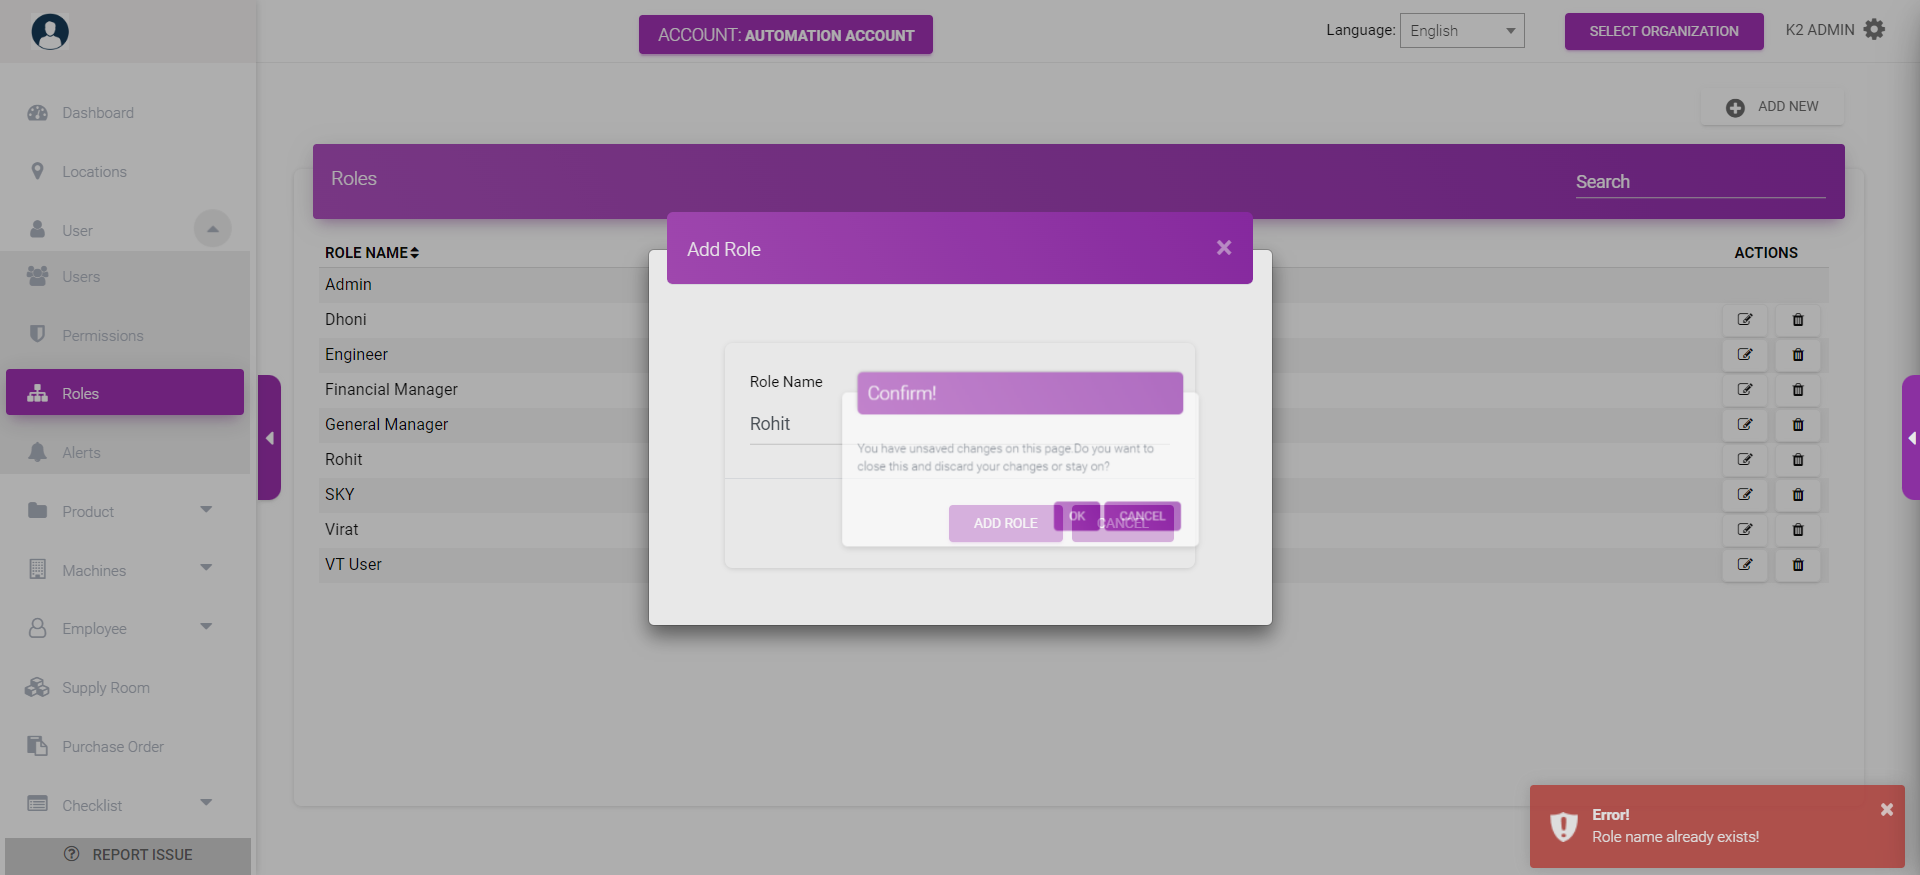 ACCOUNT: AUTOMATION ACCOUNT
Language: English
SELECT ORGANIZATION
K2 ADMIN
Dashboard
Locations
User
Users
Permissions
Roles
Alerts
Product
Machines
Employee
Supply Room
Purchase Order
Checklist
REPORT ISSUE
ADD NEW
Roles
Search
ROLE NAME
ACTIONS
Admin
Dhoni
Engineer
Financial Manager
General Manager
Rohit
SKY
Virat
VT User
Add Role
Role Name
Rohit
ADD ROLE
CANCEL
Confirm!
You have unsaved changes on this page.Do you want to
close this and discard your changes or stay on?
OK
CANCEL
Error!
Role name already exists!